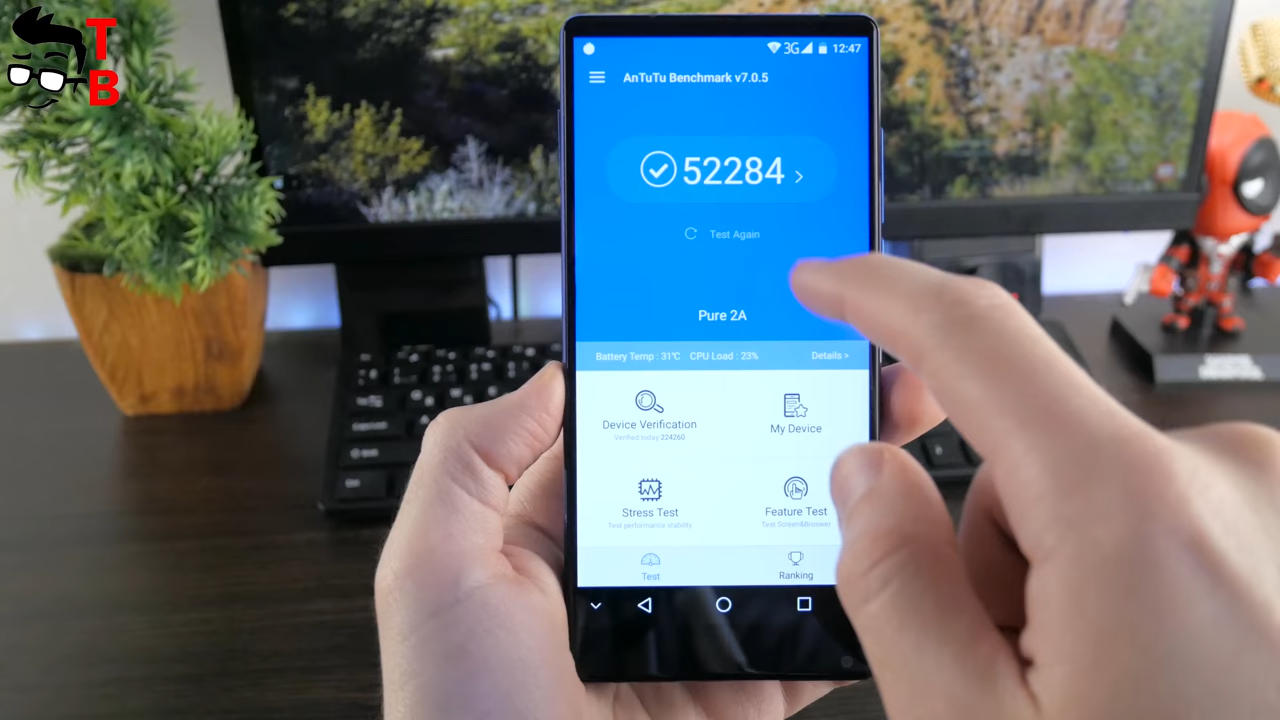 T
B
3G 12:47
AnTuTu Benchmark v7.0.5
52284 >
Test Again
Pure 2A
Battery Temp : 31℃ CPU Load : 23% Details >
Device Verification
Verified today 224260
My Device
Stress Test
Test performance stability
Feature Test
Test Screen&Broswer
Test
Ranking